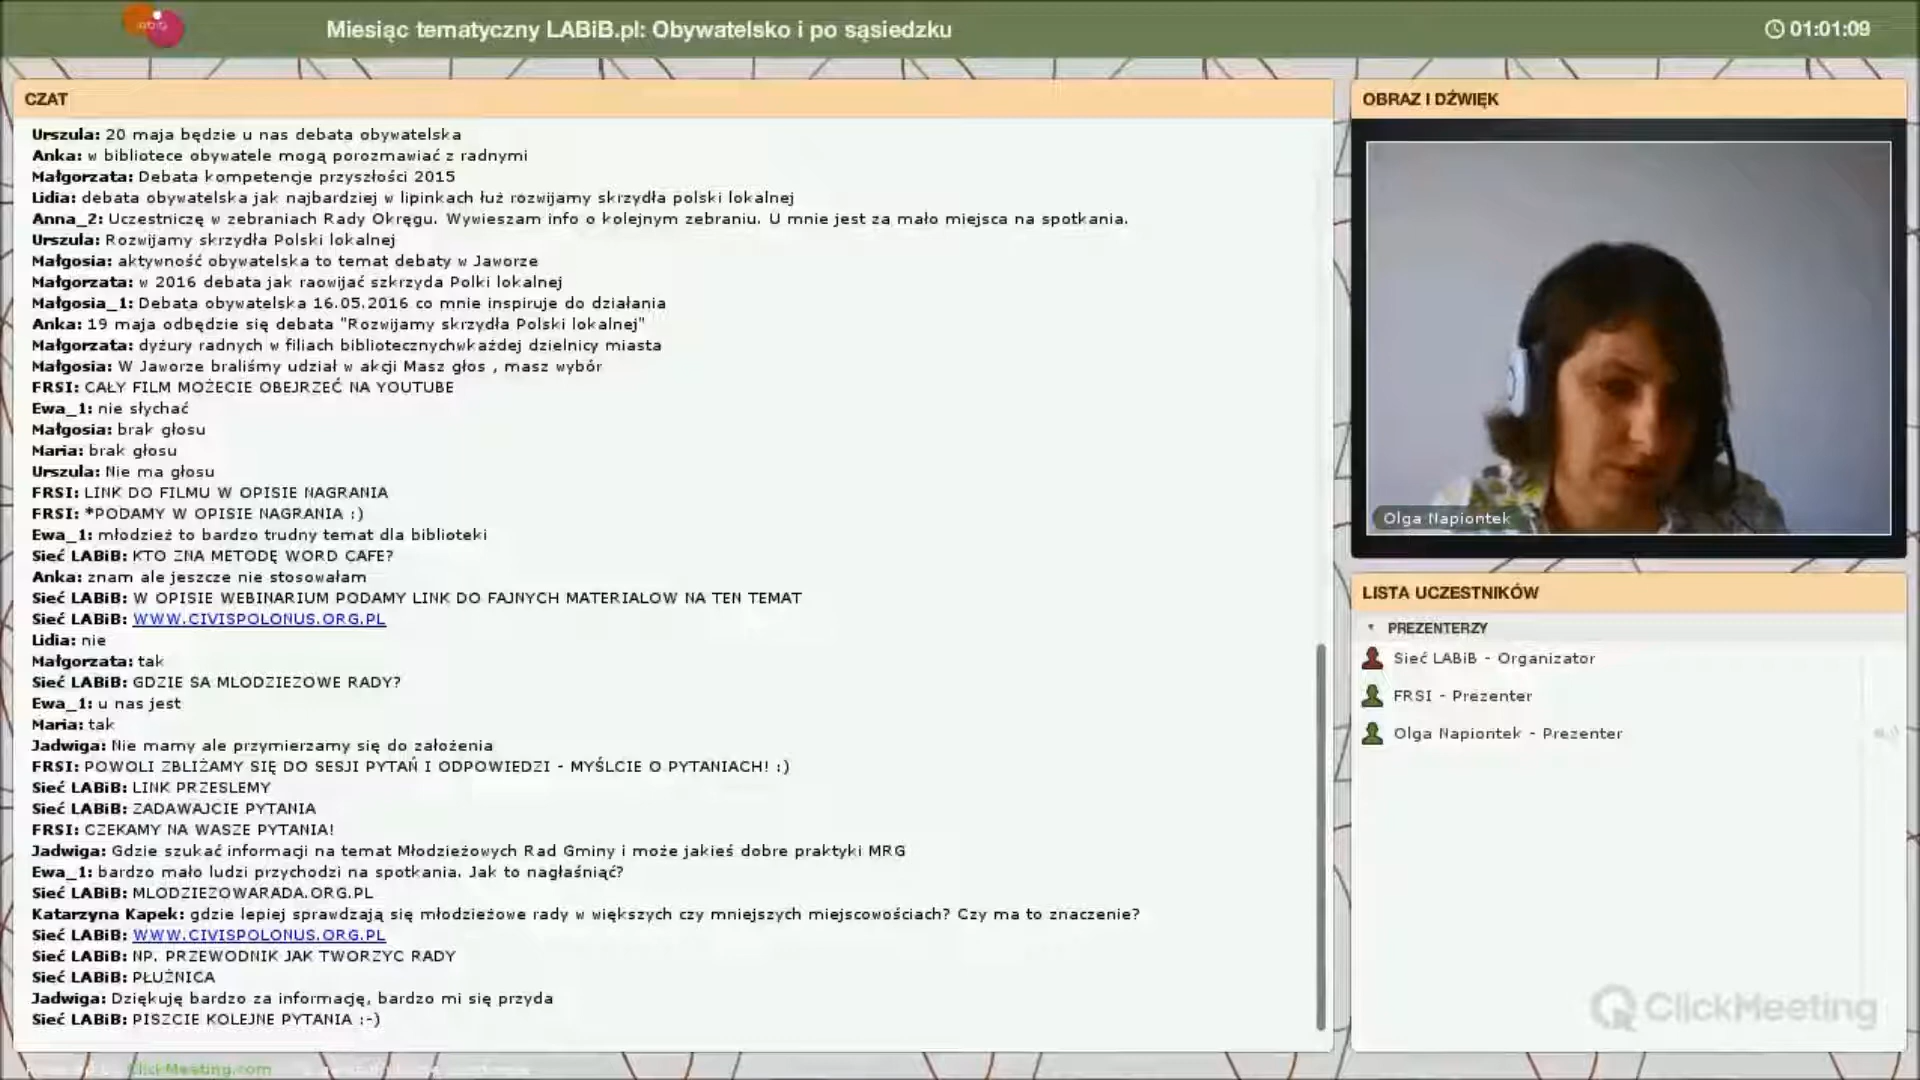 Miesiąc tematyczny LABiB.pl: Obywatelsko i po sąsiedzku
01:01:09
CZAT
Urszula: 20 maja będzie u nas debata obywatelska
Anka: w bibliotece obywatele mogą porozmawiać z radnymi
Małgorzata: Debata kompetencje przyszłości 2015
Lidia: debata obywatelska jak najbardziej w lipinkach łuż rozwijamy skrzydła polski lokalnej
Anna_2: Uczestniczę w zebraniach Rady Okręgu. Wywieszam info o kolejnym zebraniu. U mnie jest za mało miejsca na spotkania.
Urszula: Rozwijamy skrzydła Polski lokalnej
Małgosia: aktywność obywatelska to temat debaty w Jaworze
Małgorzata: w 2016 debata jak raowijać szkrzyda Polki lokalnej
Małgosia_1: Debata obywatelska 16.05.2016 co mnie inspiruje do działania
Anka: 19 maja odbędzie się debata "Rozwijamy skrzydła Polski lokalnej"
Małgorzata: dyżury radnych w filiach bibliotecznychwkażdej dzielnicy miasta
Małgosia: W Jaworze braliśmy udział w akcji Masz głos , masz wybór
FRSI: CAŁY FILM MOŻECIE OBEJRZEĆ NA YOUTUBE
Ewa_1: nie słychać
Małgosia: brak głosu
Maria: brak głosu
Urszula: Nie ma głosu
FRSI: LINK DO FILMU W OPISIE NAGRANIA
FRSI: *PODAMY W OPISIE NAGRANIA :)
Ewa_1: młodzież to bardzo trudny temat dla biblioteki
Sieć LABiB: KTO ZNA METODĘ WORD CAFE?
Anka: znam ale jeszcze nie stosowałam
Sieć LABiB: W OPISIE WEBINARIUM PODAMY LINK DO FAJNYCH MATERIALOW NA TEN TEMAT
Sieć LABiB: WWW.CIVISPOLONUS.ORG.PL
Lidia: nie
Małgorzata: tak
Sieć LABiB: GDZIE SA MLODZIEZOWE RADY?
Ewa_1: u nas jest
Maria: tak
Jadwiga: Nie mamy ale przymierzamy się do założenia
FRSI: POWOLI ZBLIŻAMY SIĘ DO SESJI PYTAŃ I ODPOWIEDZI - MYŚLCIE O PYTANIACH! :)
Sieć LABiB: LINK PRZESLEMY
Sieć LABiB: ZADAWAJCIE PYTANIA
FRSI: CZEKAMY NA WASZE PYTANIA!
Jadwiga: Gdzie szukać informacji na temat Młodzieżowych Rad Gminy i może jakieś dobre praktyki MRG
Ewa_1: bardzo mało ludzi przychodzi na spotkania. Jak to nagłaśniąć?
Sieć LABiB: MLODZIEZOWARADA.ORG.PL
Katarzyna Kapek: gdzie lepiej sprawdzają się młodzieżowe rady w większych czy mniejszych miejscowościach? Czy ma to znaczenie?
Sieć LABiB: WWW.CIVISPOLONUS.ORG.PL
Sieć LABiB: NP. PRZEWODNIK JAK TWORZYC RADY
Sieć LABiB: PŁUŻNICA
Jadwiga: Dziękuję bardzo za informację, bardzo mi się przyda
Sieć LABiB: PISZCIE KOLEJNE PYTANIA :-)
OBRAZ I DŹWIĘK
Olga Napiontek
LISTA UCZESTNIKÓW
PREZENTERZY
Sieć LABiB - Organizator
FRSI - Prezenter
Olga Napiontek - Prezenter
ClickMeeting
ClickMeeting.com